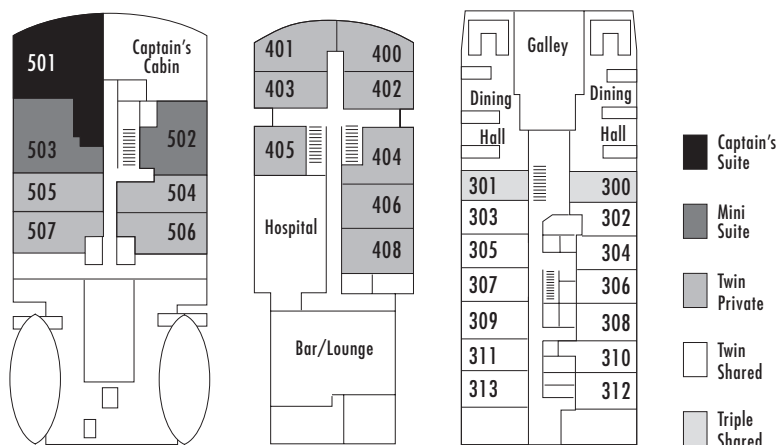 501
Captain's
Cabin
503
502
505
504
507
506
401
400
403
402
405
404
406
Hospital
408
Bar/Lounge
Galley
Dining
Hall
Dining
Hall
301
300
303
302
305
304
307
306
309
308
311
310
313
312
Captain's
Suite
Mini
Suite
Twin
Private
Twin
Shared
Triple
Shared